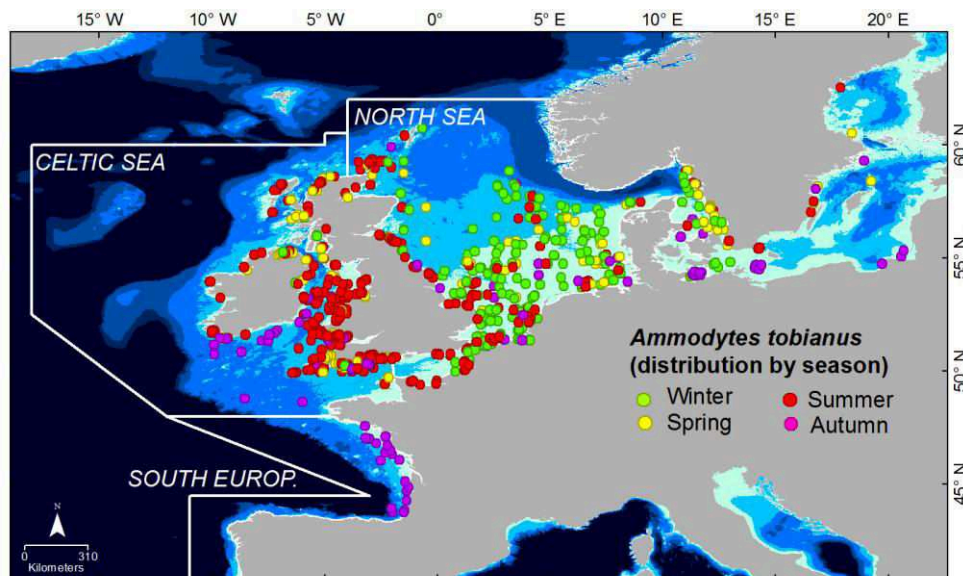 15° W 10° W 5° W 0° 5° E 10° E 15° E 20° E
NORTH SEA
CELTIC SEA
60° N
55° N
Ammodytes tobianus
(distribution by season)
Winter Summer
Spring Autumn
50° N
SOUTH EUROP.
45° N
N
0 310
Kilometers